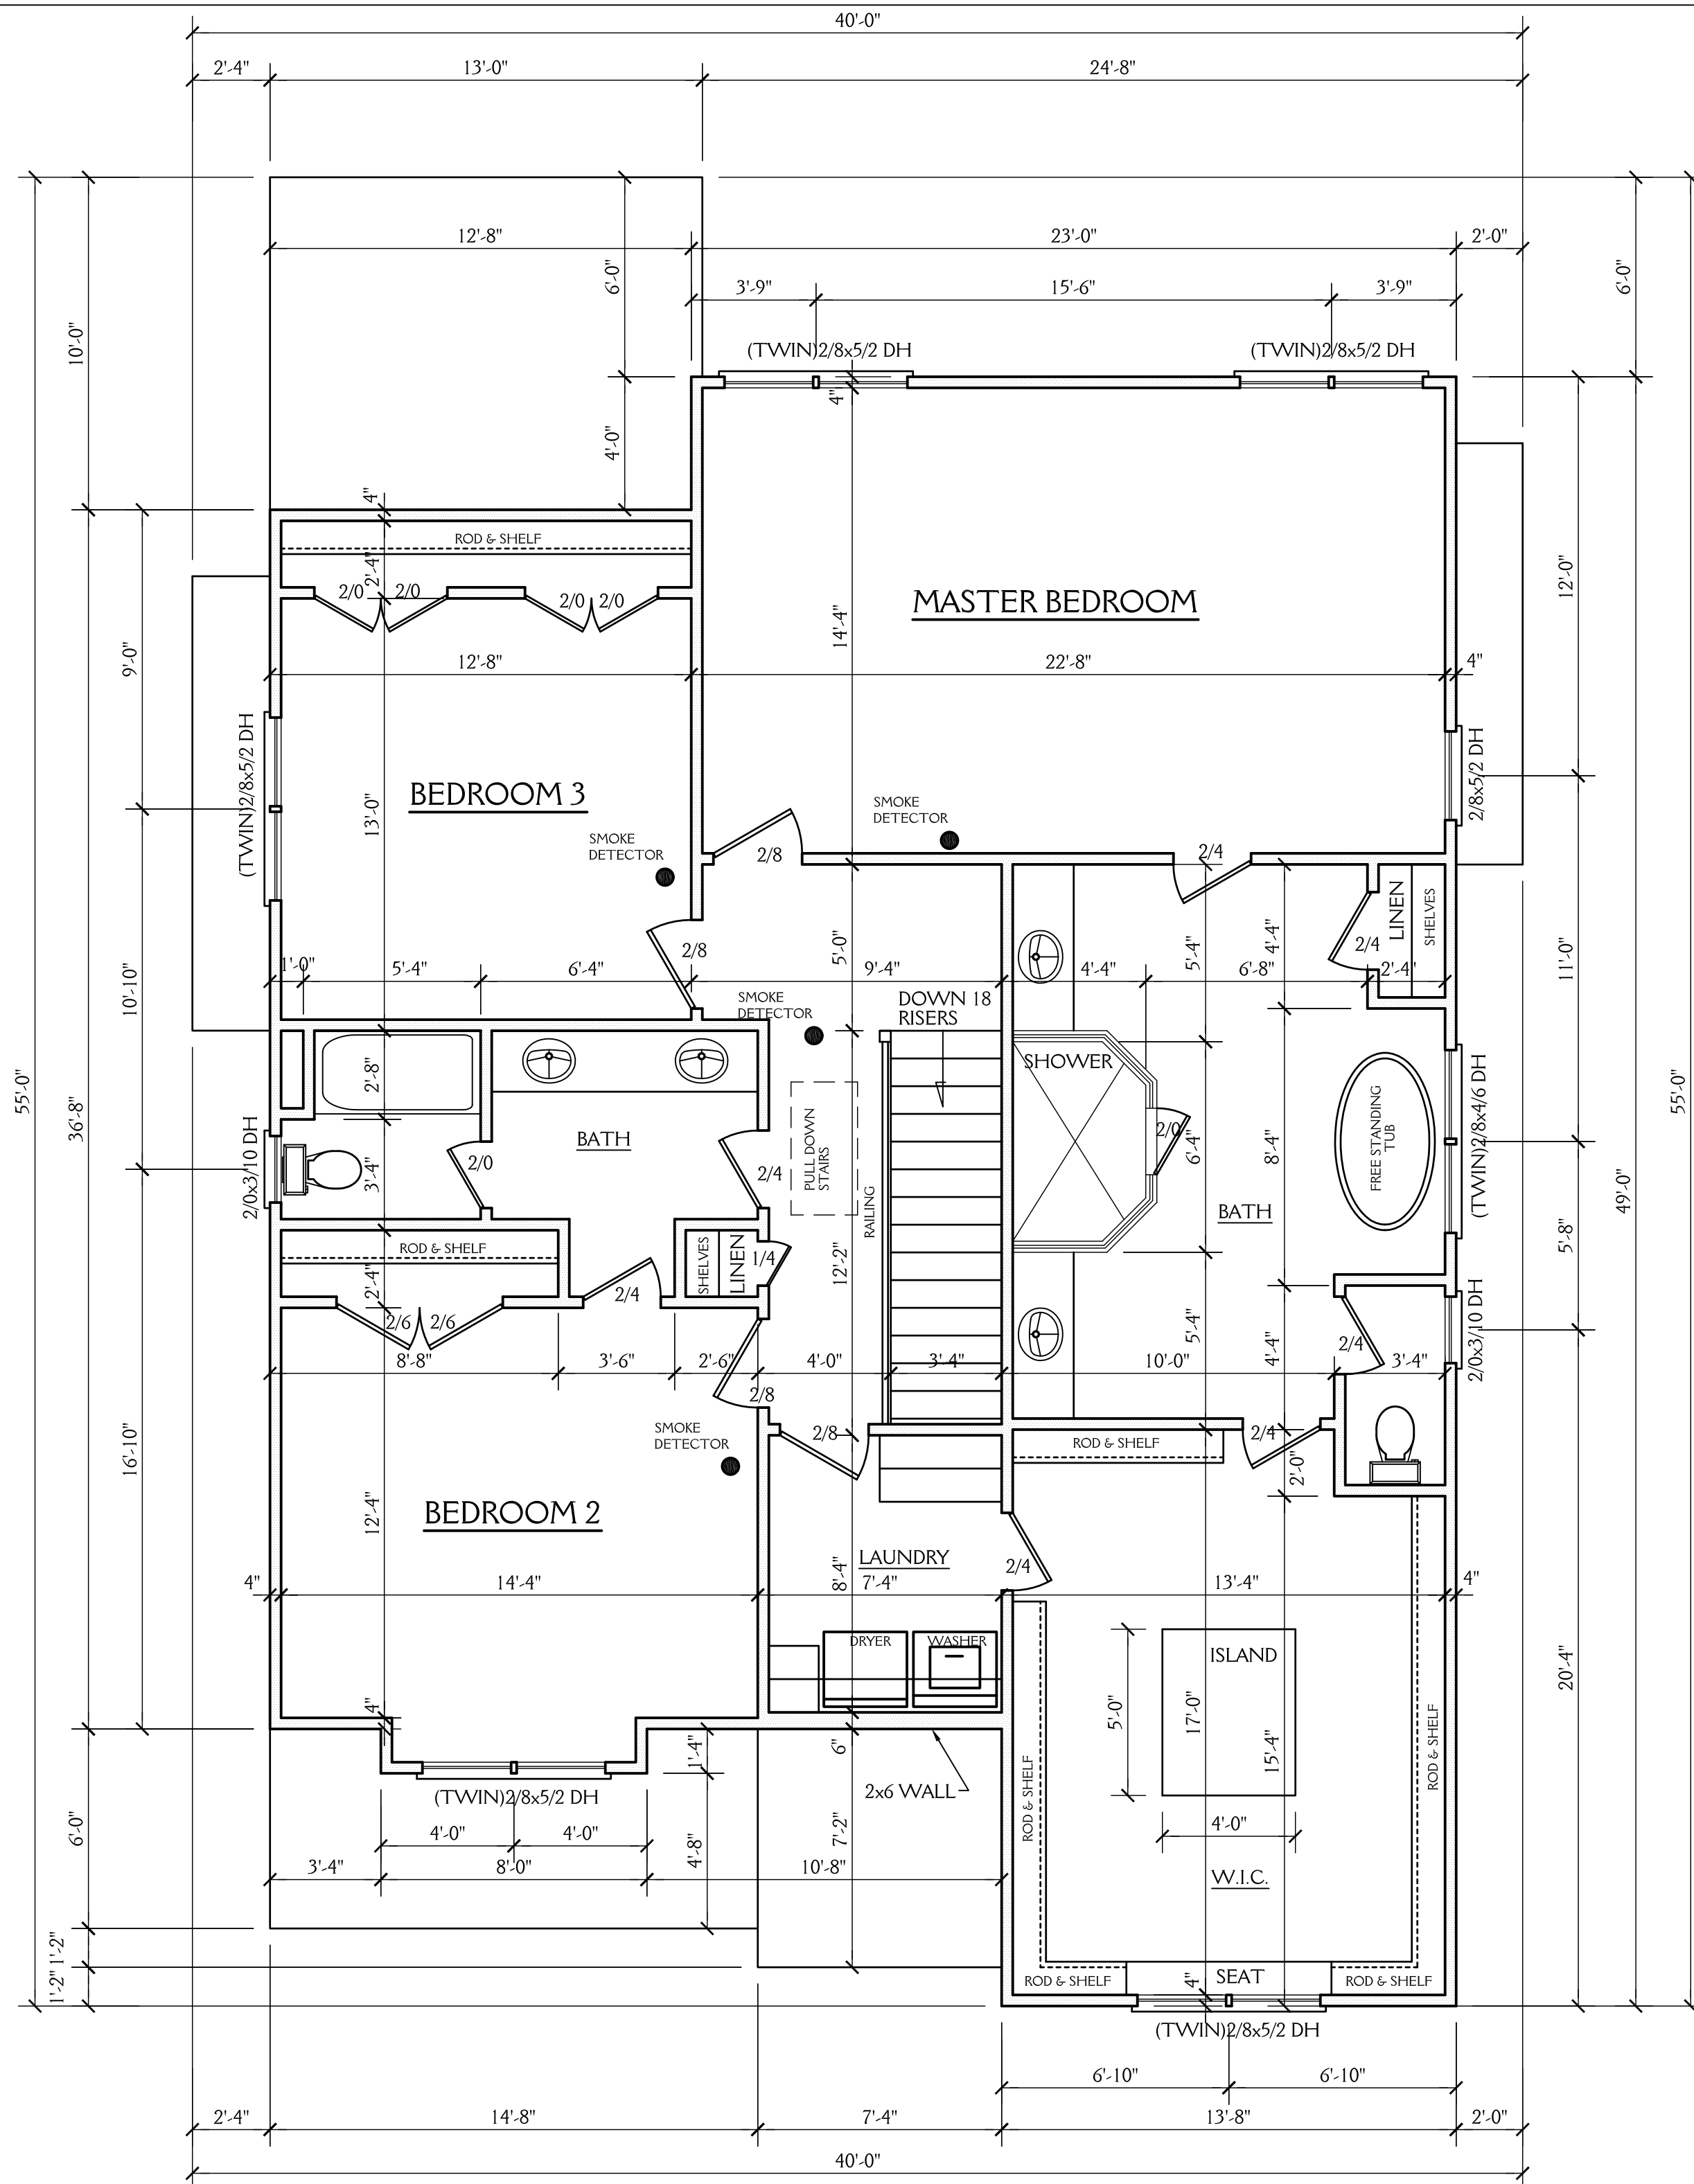 40'-0"
2'-4" 13'-0" 24'-8"
12'-8" 23'-0" 2'-0"
6'-0" 6'-0"
3'-9" 15'-6" 3'-9"
10'-0"
(TWIN)2/8x5/2 DH (TWIN)2/8x5/2 DH
4"
4'-0"
4"
ROD & SHELF
2'-4"
12'-0"
2/0 2/0 2/0 2/0
MASTER BEDROOM
14'-4"
9'-0"
12'-8" 22'-8" 4"
(TWIN)2/8x5/2 DH
2/8x5/2 DH
BEDROOM 3
13'-0"
SMOKE
DETECTOR
SMOKE
DETECTOR
2/8 2/4
LINEN
SHELVES
2/8 2/4
5'-0" 5'-4" 4'-4"
11'-0"
10'-10"
1'-0" 5'-4" 6'-4" 9'-4" 4'-4" 6'-8" 2'-4"
SMOKE
DETECTOR
DOWN 18
RISERS
SHOWER
55'-0"
36'-8"
2'-8"
2/0x3/10 DH
BATH
PULL DOWN
STAIRS
2/0
6'-4"
8'-4"
FREE STANDING
TUB
(TWIN)2/8x4/6 DH
55'-0"
49'-0"
3'-4"
2/0 2/4
RAILING
BATH
5'-8"
ROD & SHELF
SHELVES
LINEN
1/4
12'-2"
2'-4"
2/4
2/6 2/6
5'-4"
4'-4"
2/4
2/0x3/10 DH
8'-8" 3'-6" 2'-6" 4'-0" 3'-4" 10'-0" 3'-4"
2/8
SMOKE
DETECTOR
2/8
ROD & SHELF
2/4
2'-0"
16'-10"
12'-4"
BEDROOM 2
LAUNDRY
2/4
4" 14'-4" 7'-4" 13'-4" 4"
8'-4"
DRYER WASHER
ISLAND
20'-4"
5'-0"
17'-0"
15'-4"
4"
1'-4"
6"
2x6 WALL
(TWIN)2/8x5/2 DH
ROD & SHELF
ROD & SHELF
6'-0"
4'-0" 4'-0" 4'-8" 7'-2" 4'-0"
3'-4" 8'-0" 10'-8"
W.I.C.
1'-2" 1'-2"
ROD & SHELF 4" SEAT ROD & SHELF
(TWIN)2/8x5/2 DH
6'-10" 6'-10"
2'-4" 14'-8" 7'-4" 13'-8" 2'-0"
40'-0"